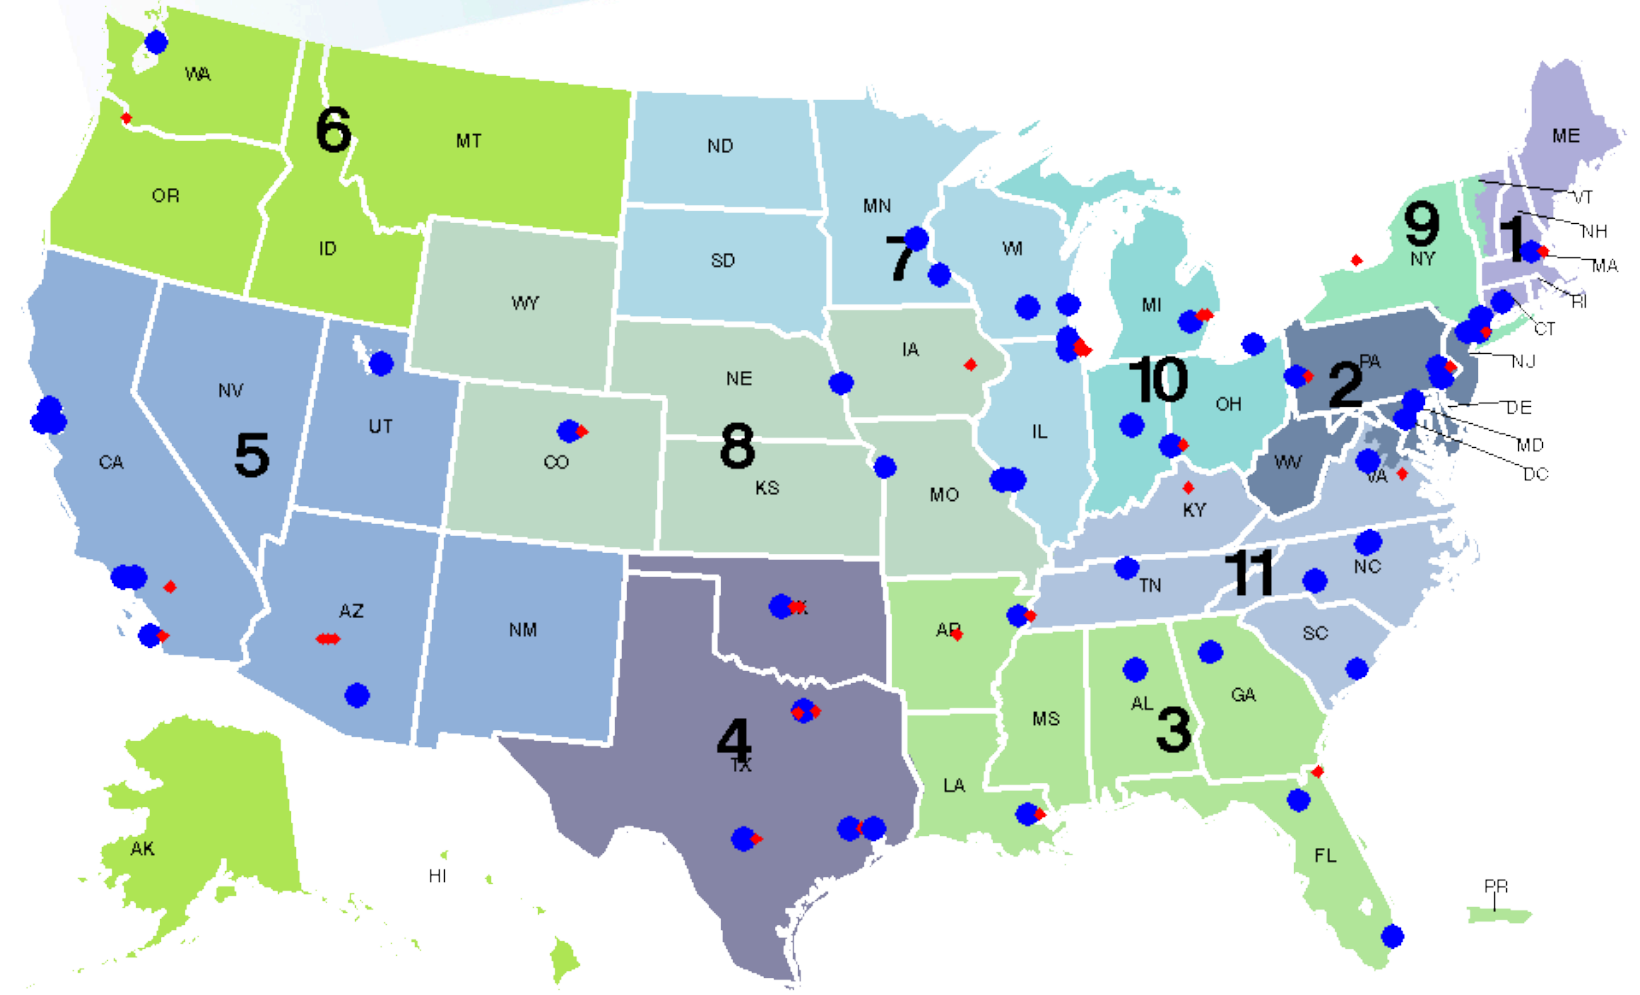 WA
6
MT
ND
ME
OR
MN
VT
9
1
NH
ID
SD
7
WI
NY
MA
WY
MI
RI
CT
IA
NV
NE
10
2
PA
NJ
UT
OH
DE
CA
5
CO
8
KS
IL
MD
WV
DC
VA
MO
KY
AZ
NM
TN
11
NC
SC
MS
AL
GA
4
3
TX
LA
AK
HI
FL
PR